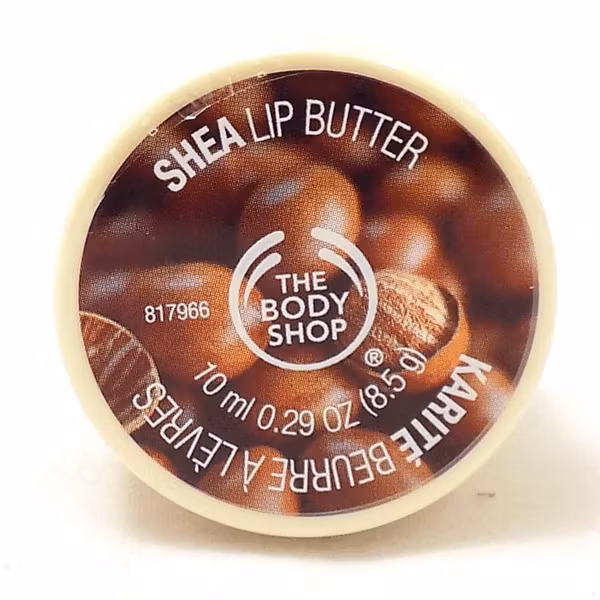 SHEA LIP BUTTER
THE
BODY
SHOP
®
817966
10 ml 0.29 OZ (8.5 g)
KARITÉ BEURRE À LÈVRES